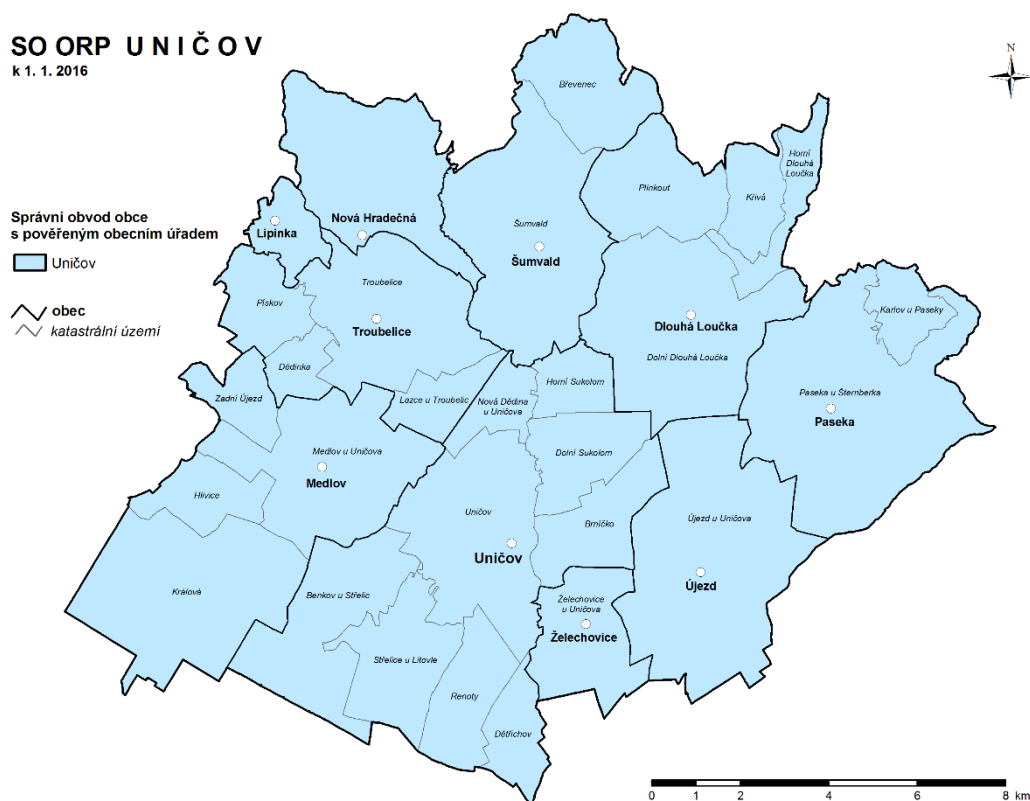 SO ORP UNIČOV
k 1. 1. 2016
N
Břevenec
Horní
Dlouhá
Loučka
Plinkout
Křivá
Správní obvod obce
s pověřeným obecním úřadem
Uničov
obec
katastrální území
Nová Hradečná
Lipinka
Šumvald
Šumvald
Troubelice
Troubelice
Pískov
Dědinka
Lazce u Troubelic
Karlov u Paseky
Dlouhá Loučka
Dolní Dlouhá Loučka
Horní Sukolom
Nová Dědina
u Uničova
Zadní Újezd
Paseka u Šternberka
Paseka
Medlov u Uničova
Medlov
Dolní Sukolom
Hlivice
Uničov
Uničov
Brníčko
Újezd u Uničova
Újezd
Králová
Benkov u Střelic
Želechovice
u Uničova
Želechovice
Střelice u Litovle
Renoty
Dětřichov
0 1 2 4 6 8 km